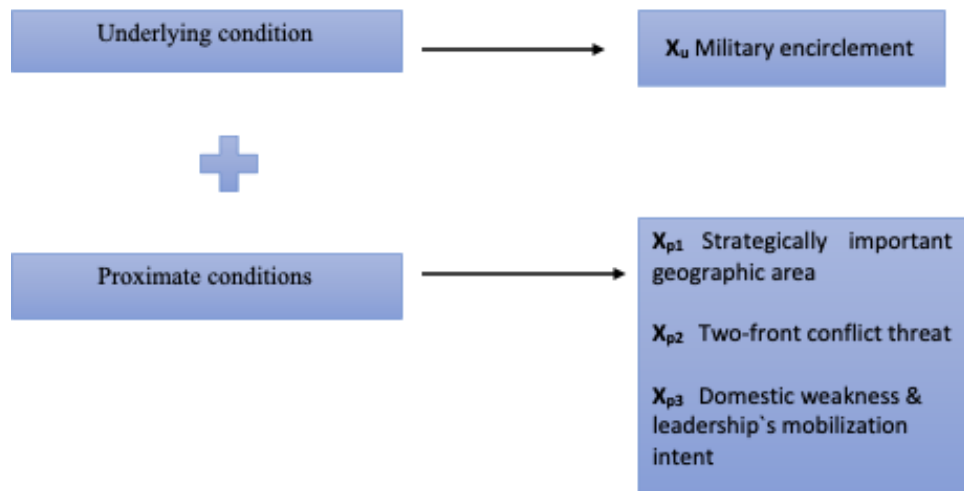 Underlying condition
Xu Military encirclement
Proximate conditions
Xp1 Strategically important
geographic area
Xp2 Two-front conflict threat
Xp3 Domestic weakness &
leadership`s mobilization
intent